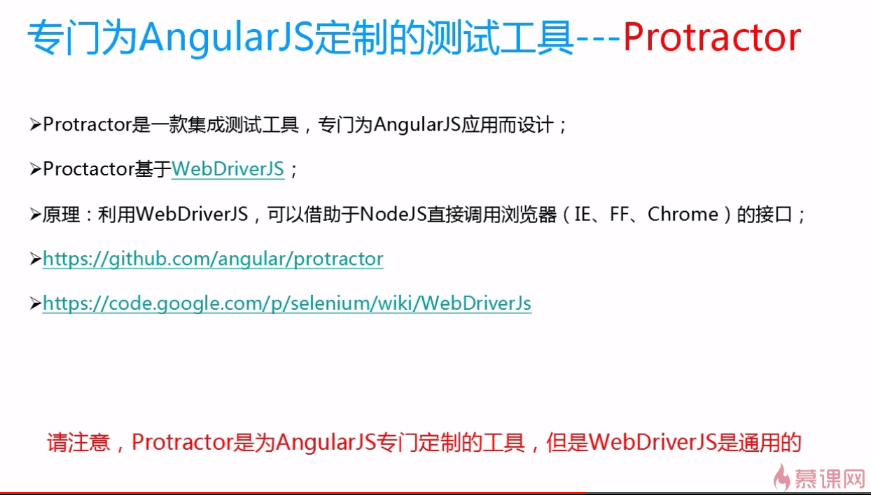 专门为AngularJS定制的测试工具---Protractor
➢Protractor是一款集成测试工具，专门为AngularJS应用而设计；
➢Proctactor基于WebDriverJS；
➢原理：利用WebDriverJS，可以借助于NodeJS直接调用浏览器（IE、FF、Chrome）的接口；
➢https://github.com/angular/protractor
➢https://code.google.com/p/selenium/wiki/WebDriverJs
请注意，Protractor是为AngularJS专门定制的工具，但是WebDriverJS是通用的
慕课网